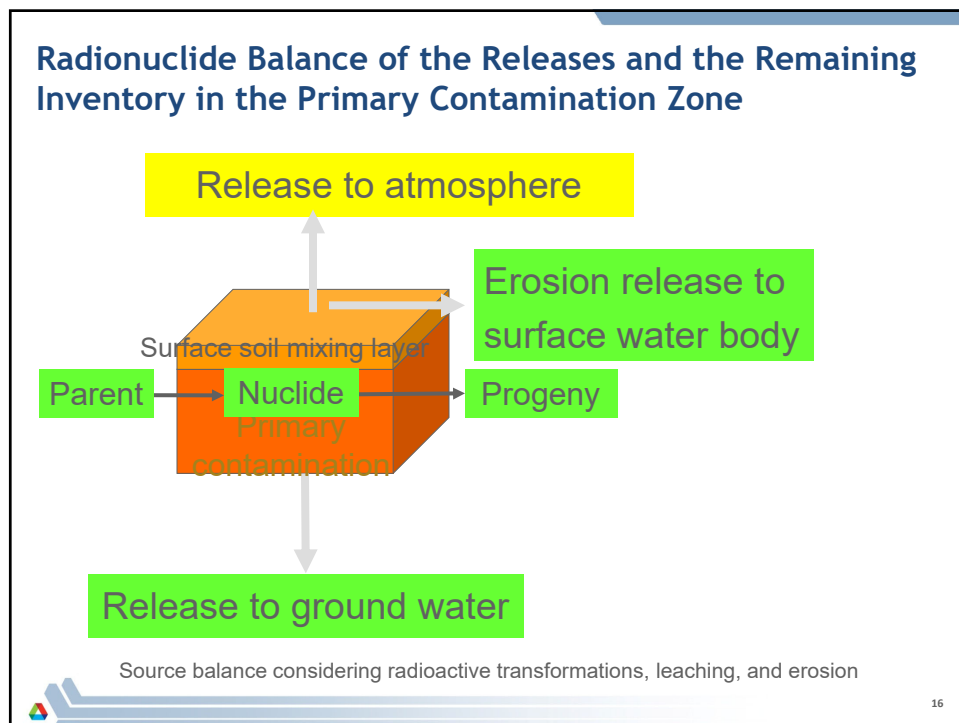 Radionuclide Balance of the Releases and the Remaining
Inventory in the Primary Contamination Zone
Release to atmosphere
Erosion release to
surface water body
Surface soil mixing layer
Parent
Nuclide
Progeny
Primary
contamination
Release to ground water
Source balance considering radioactive transformations, leaching, and erosion
16